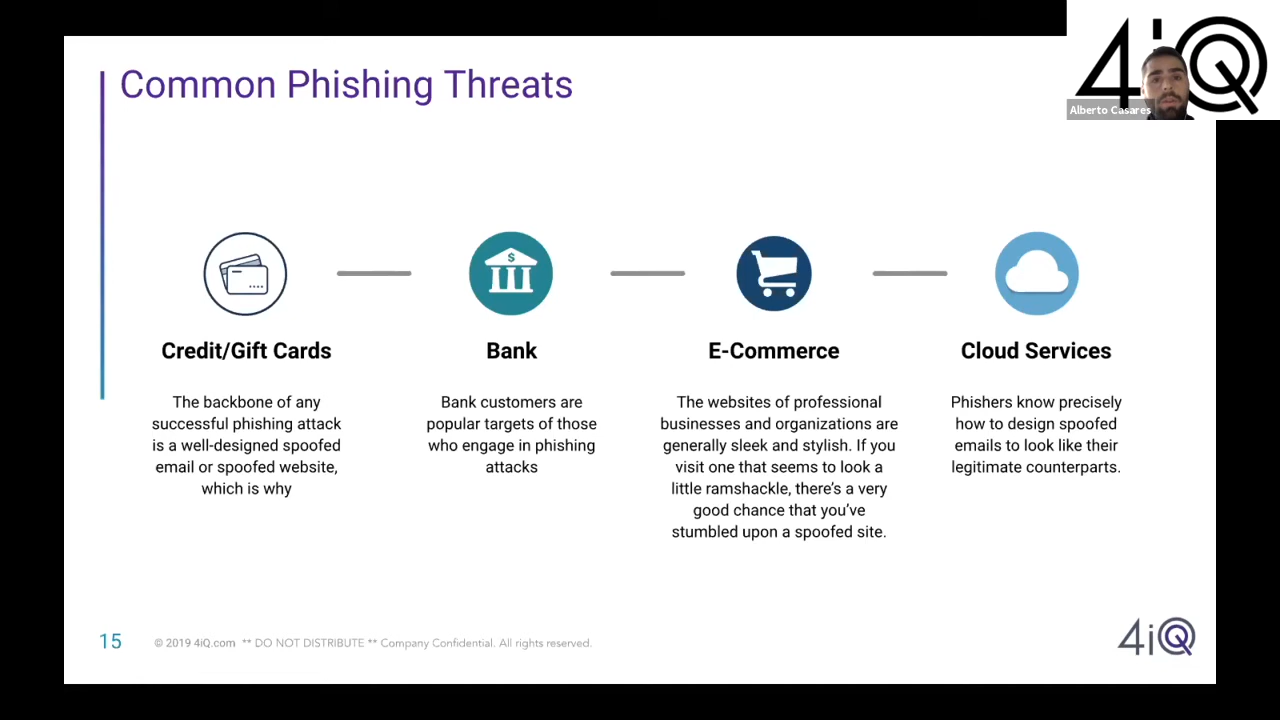 4iQ
Alberto Casares
Common Phishing Threats
Credit/Gift Cards
The backbone of any
successful phishing attack
is a well-designed spoofed
email or spoofed website,
which is why
$
Bank
Bank customers are
popular targets of those
who engage in phishing
attacks
E-Commerce
The websites of professional
businesses and organizations are
generally sleek and stylish. If you
visit one that seems to look a
little ramshackle, there’s a very
good chance that you’ve
stumbled upon a spoofed site.
Cloud Services
Phishers know precisely
how to design spoofed
emails to look like their
legitimate counterparts.
15
© 2019 4iQ.com ** DO NOT DISTRIBUTE ** Company Confidential. All rights reserved.
4iQ